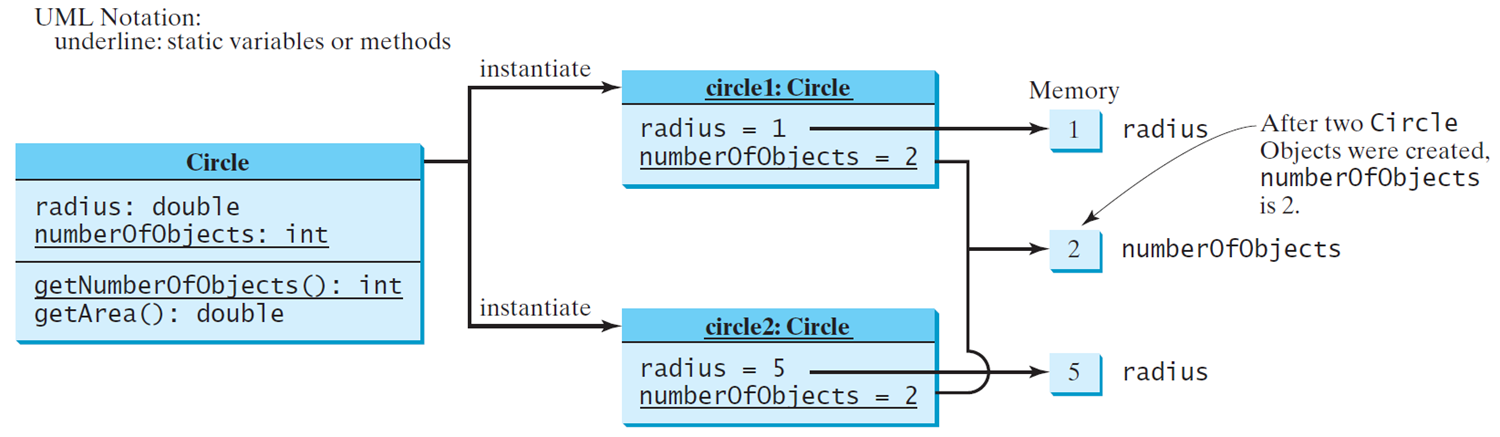 UML Notation:
underline: static variables or methods
Circle
radius: double
numberOfObjects: int
getNumberOfObjects(): int
getArea(): double
instantiate
instantiate
circle1: Circle
radius = 1
numberOfObjects = 2
circle2: Circle
radius = 5
numberOfObjects = 2
Memory
1 radius
2 numberOfObjects
5 radius
After two Circle
Objects were created,
numberOfObjects
is 2.